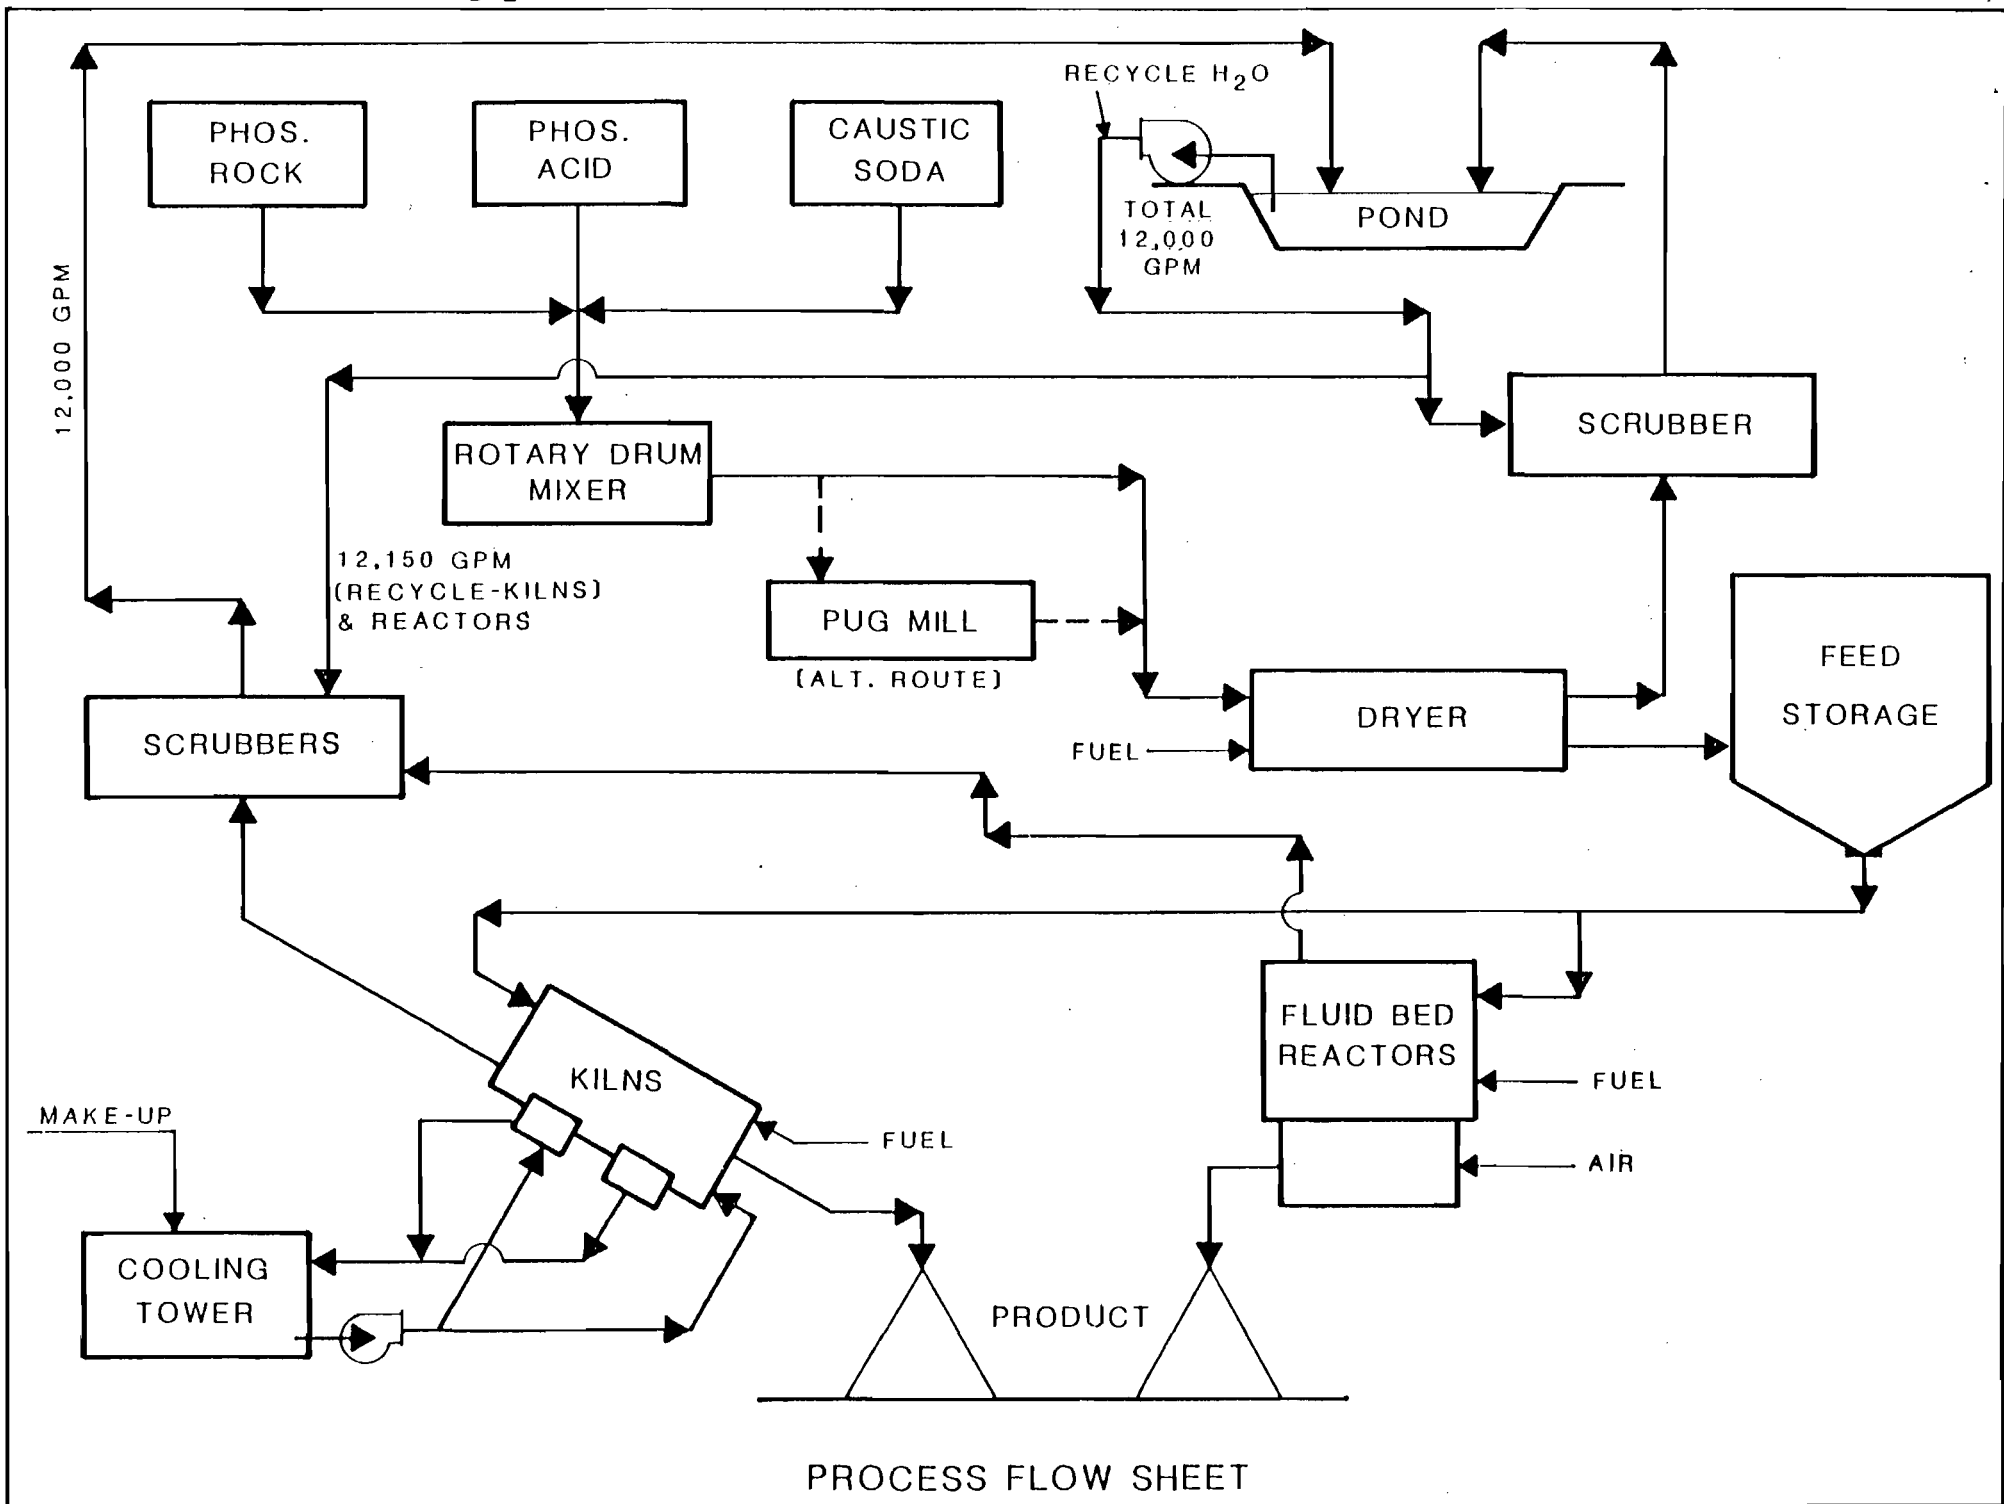 RECYCLE H2O
PHOS.
ROCK
PHOS.
ACID
CAUSTIC
SODA
TOTAL
12,000
GPM
POND
12,000 GPM
SCRUBBER
ROTARY DRUM
MIXER
12,150 GPM
(RECYCLE-KILNS)
& REACTORS
PUG MILL
(ALT. ROUTE)
FEED
STORAGE
DRYER
FUEL
SCRUBBERS
FLUID BED
REACTORS
KILNS
FUEL
MAKE-UP
FUEL
AIR
COOLING
TOWER
PRODUCT
PROCESS FLOW SHEET